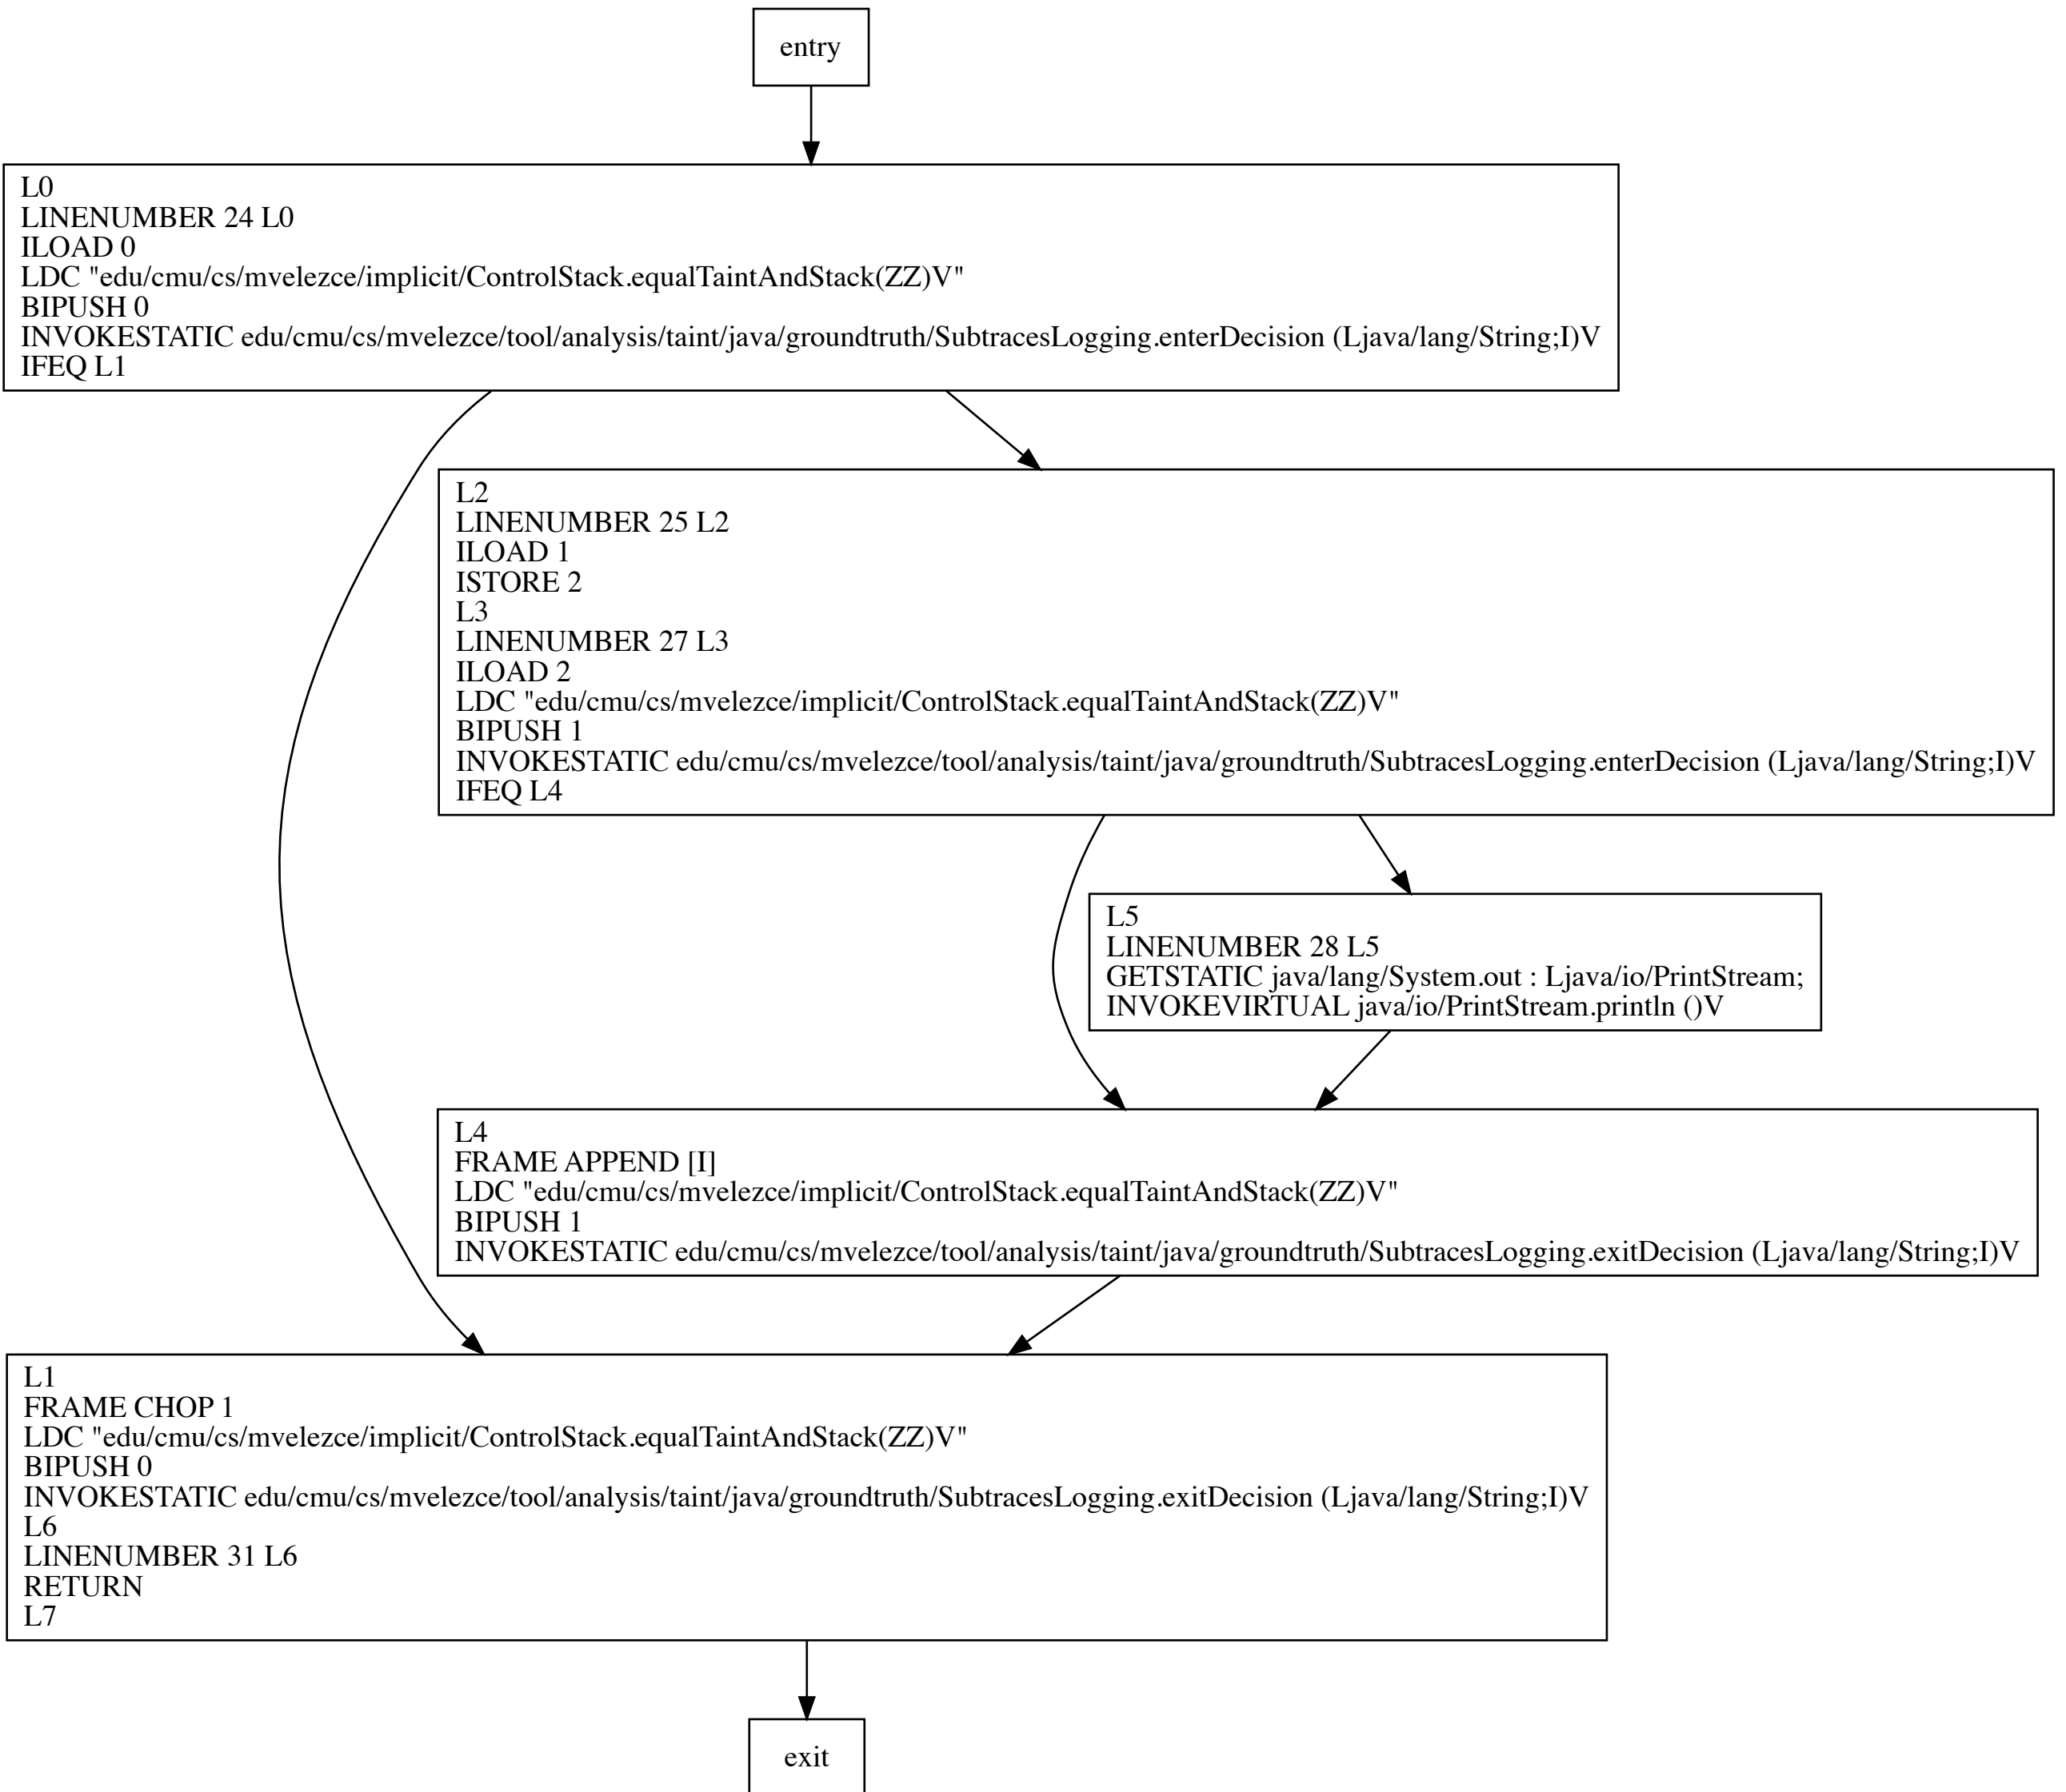 entry
L0
LINENUMBER 24 L0
ILOAD 0
LDC "edu/cmu/cs/mvelezce/implicit/ControlStack.equalTaintAndStack(ZZ)V"
BIPUSH 0
INVOKESTATIC edu/cmu/cs/mvelezce/tool/analysis/taint/java/groundtruth/SubtracesLogging.enterDecision (Ljava/lang/String;I)V
IFEQ L1
L2
LINENUMBER 25 L2
ILOAD 1
ISTORE 2
L3
LINENUMBER 27 L3
ILOAD 2
LDC "edu/cmu/cs/mvelezce/implicit/ControlStack.equalTaintAndStack(ZZ)V"
BIPUSH 1
INVOKESTATIC edu/cmu/cs/mvelezce/tool/analysis/taint/java/groundtruth/SubtracesLogging.enterDecision (Ljava/lang/String;I)V
IFEQ L4
L5
LINENUMBER 28 L5
GETSTATIC java/lang/System.out : Ljava/io/PrintStream;
INVOKEVIRTUAL java/io/PrintStream.println ()V
L4
FRAME APPEND [I]
LDC "edu/cmu/cs/mvelezce/implicit/ControlStack.equalTaintAndStack(ZZ)V"
BIPUSH 1
INVOKESTATIC edu/cmu/cs/mvelezce/tool/analysis/taint/java/groundtruth/SubtracesLogging.exitDecision (Ljava/lang/String;I)V
L1
FRAME CHOP 1
LDC "edu/cmu/cs/mvelezce/implicit/ControlStack.equalTaintAndStack(ZZ)V"
BIPUSH 0
INVOKESTATIC edu/cmu/cs/mvelezce/tool/analysis/taint/java/groundtruth/SubtracesLogging.exitDecision (Ljava/lang/String;I)V
L6
LINENUMBER 31 L6
RETURN
L7
exit